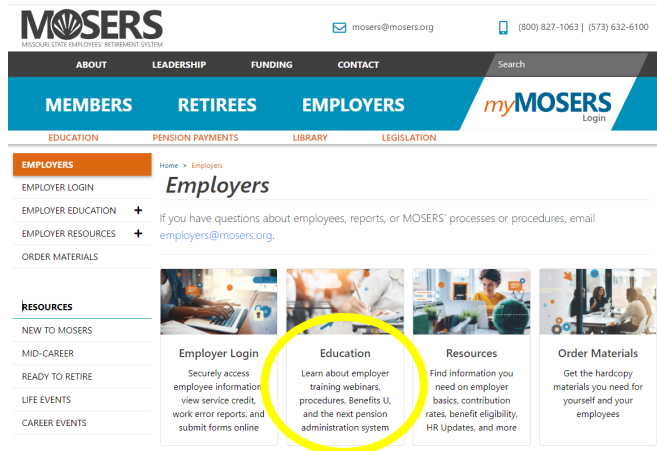 MOSERS
MISSOURI STATE EMPLOYEES' RETIREMENT SYSTEM
mosers@mosers.org
(800) 827-1063 | (573) 632-6100
ABOUT LEADERSHIP FUNDING CONTACT Search
MEMBERS RETIREES EMPLOYERS myMOSERS
Login
EDUCATION PENSION PAYMENTS LIBRARY LEGISLATION
EMPLOYERS
EMPLOYER LOGIN
EMPLOYER EDUCATION +
EMPLOYER RESOURCES +
ORDER MATERIALS
RESOURCES
NEW TO MOSERS
MID-CAREER
READY TO RETIRE
LIFE EVENTS
CAREER EVENTS
Home > Employers
Employers
If you have questions about employees, reports, or MOSERS' processes or procedures, email
employers@mosers.org.
Employer Login
Securely access
employee information
view service credit,
work error reports, and
submit forms online
Education
Learn about employer
training webinars,
procedures, Benefits U,
and the next pension
administration system
Resources
Find information you
need on employer
basics, contribution
rates, benefit eligibility,
HR Updates, and more
Order Materials
Get the hardcopy
materials you need for
yourself and your
employees